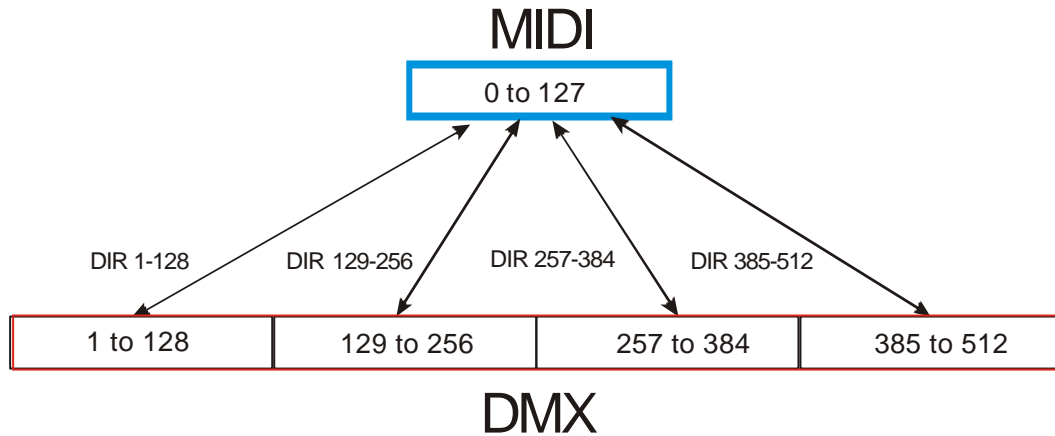 MIDI
0 to 127
DIR 1-128 DIR 129-256 DIR 257-384 DIR 385-512
1 to 128 129 to 256 257 to 384 385 to 512
DMX